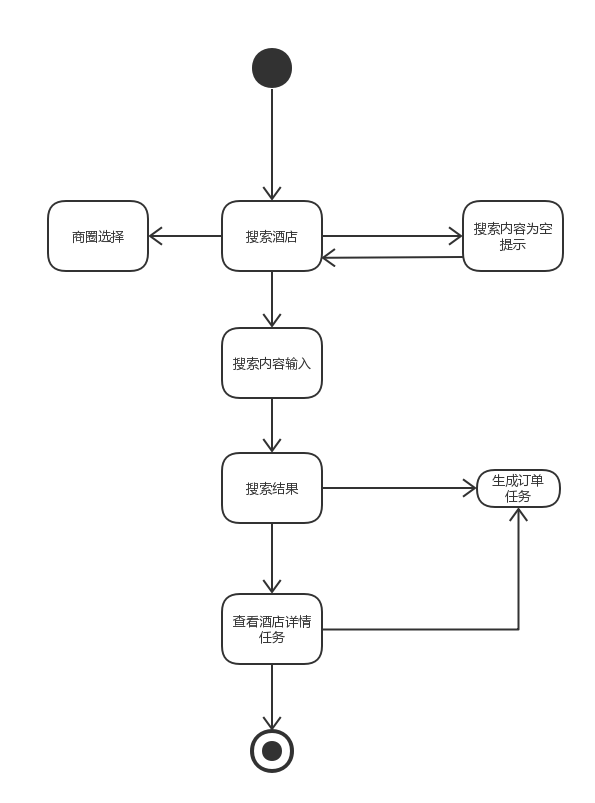 商圈选择
搜索酒店
搜索内容为空
提示
搜索内容输入
搜索结果
生成订单
任务
查看酒店详情
任务